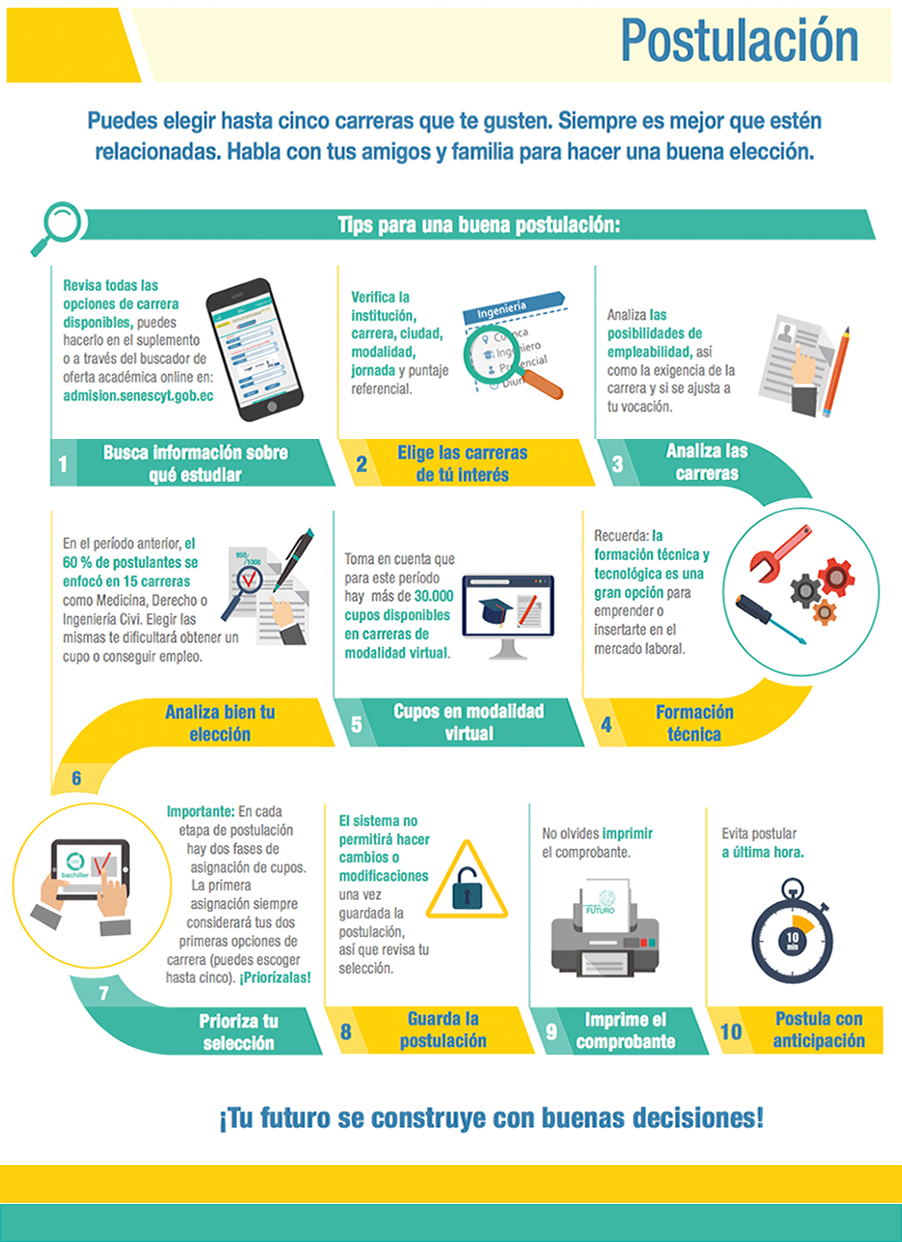 Postulación
Puedes elegir hasta cinco carreras que te gusten. Siempre es mejor que estén
relacionadas. Habla con tus amigos y familia para hacer una buena elección.
Tips para una buena postulación:
Revisa todas las
opciones de carrera
disponibles, puedes
hacerlo en el suplemento
o a través del buscador de
oferta académica online en:
admision.senescyt.gob.ec
1
Busca información sobre
qué estudiar
Verifica la
institución,
carrera, ciudad,
modalidad,
jornada y puntaje
referencial.
Ingeniería
Cuenca
Ingeniero
Presencial
2
Elige las carreras
de tú interés
Analiza las
posibilidades de
empleabilidad, así
como la exigencia de la
carrera y si se ajusta a
tu vocación.
3
Analiza las
carreras
Recuerda: la
formación técnica y
tecnológica es una
gran opción para
emprender o
insertarte en el
mercado laboral.
4
Formación
técnica
Toma en cuenta que
para este período
hay más de 30.000
cupos disponibles
en carreras de
modalidad virtual.
5
Cupos en modalidad
virtual
En el período anterior, el
60 % de postulantes se
enfocó en 15 carreras
como Medicina, Derecho o
Ingeniería Civi. Elegir las
mismas te dificultará obtener un
cupo o conseguir empleo.
950/
/1000
Analiza bien tu
elección
6
bachiller
Importante: En cada
etapa de postulación
hay dos fases de
asignación de cupos.
La primera
asignación siempre
considerará tus dos
primeras opciones de
carrera (puedes escoger
hasta cinco). ¡Priorízalas!
7
Prioriza tu
selección
El sistema no
permitirá hacer
cambios o
modificaciones
una vez
guardada la
postulación,
así que revisa tu
selección.
8
Guarda la
postulación
No olvides imprimir
el comprobante.
FUTURO
9
Imprime el
comprobante
Evita postular
a última hora.
10
min
10
Postula con
anticipación
¡Tu futuro se construye con buenas decisiones!